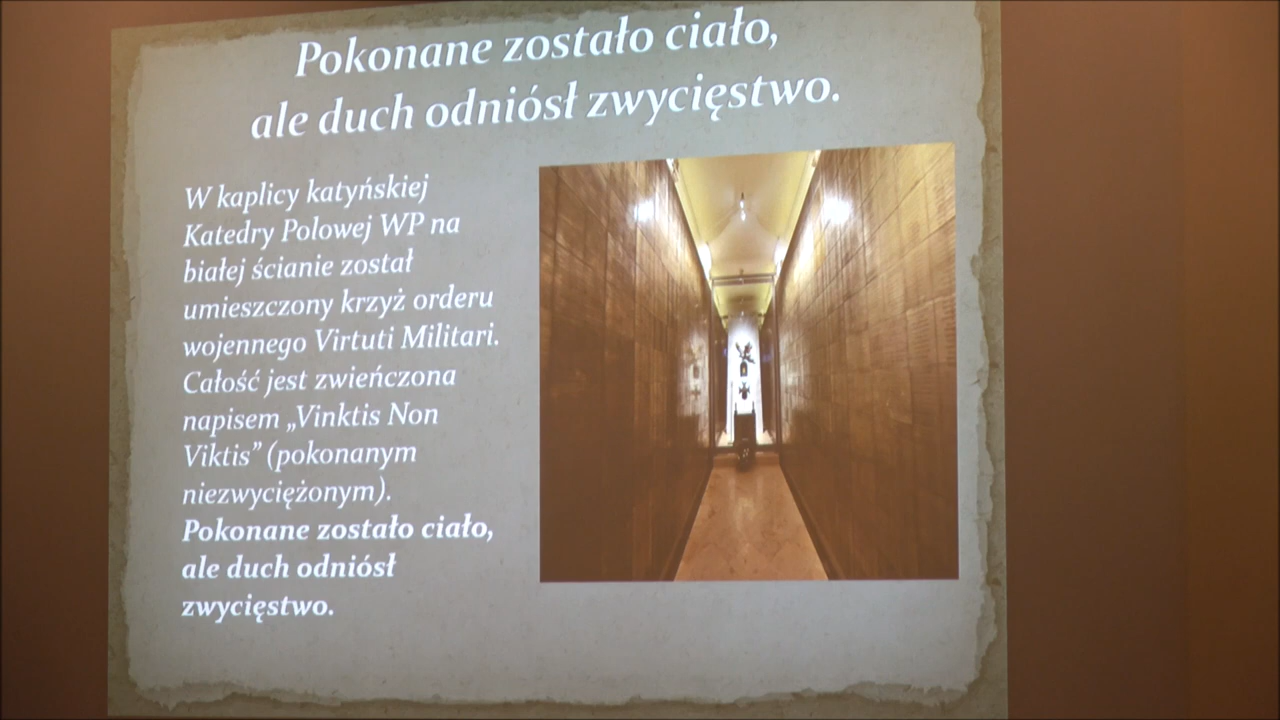 Pokonane zostało ciało,
ale duch odniósł zwycięstwo.
W kaplicy katyńskiej
Katedry Polowej WP na
białej ścianie został
umieszczony krzyż orderu
wojennego Virtuti Militari.
Całość jest zwieńczona
napisem „Vinktis Non
Viktis” (pokonanym
niezwyciężonym).
Pokonane zostało ciało,
ale duch odniósł
zwycięstwo.